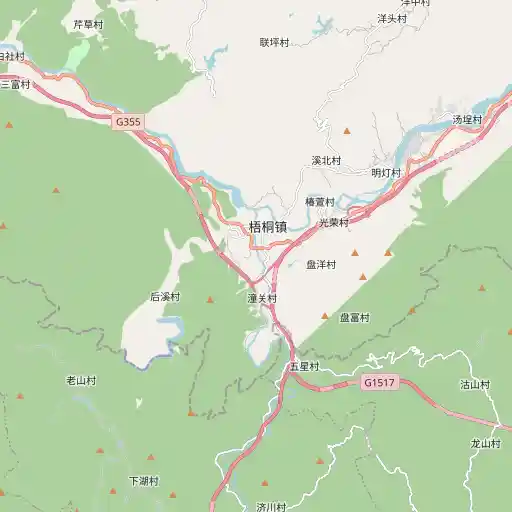 洋中村
洋头村
芹草村
联坪村
三富村
G355
汤埕村
溪北村
明灯村
椿萱村
光荣村
梧桐镇
盘洋村
后溪村
潼关村
盘富村
五星村
老山村
G1517
沽山村
龙山村
下湖村
济川村